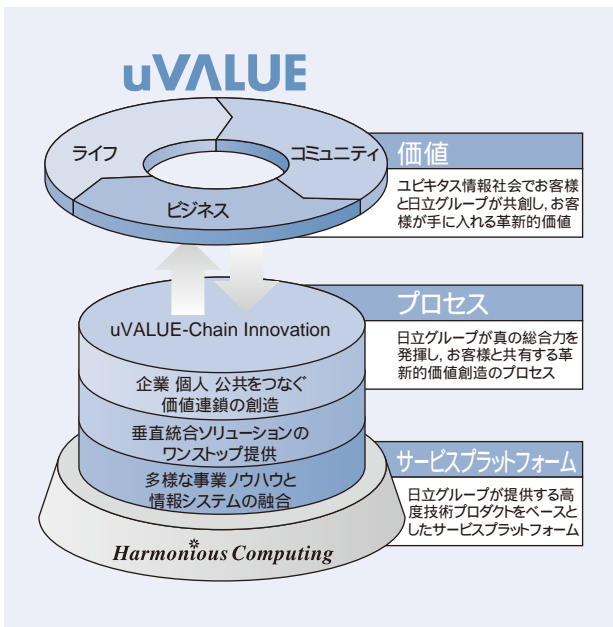 uVALUE
ライフ
コミュニティ
ビジネス
価値
ユビキタス情報社会でお客様
と日立グループが共創し，お客
様が手に入れる革新的価値
uVALUE-Chain Innovation
プロセス
日立グループが真の総合力を
発揮し，お客様と共有する革
新的価値創造のプロセス
企業 個人 公共をつなぐ
価値連鎖の創造
垂直統合ソリューションの
ワンストップ提供
多様な事業ノウハウと
情報システムの融合
サービスプラットフォーム
日立グループが提供する高
度技術プロダクトをベースと
したサービスプラットフォーム
Harmonious Computing